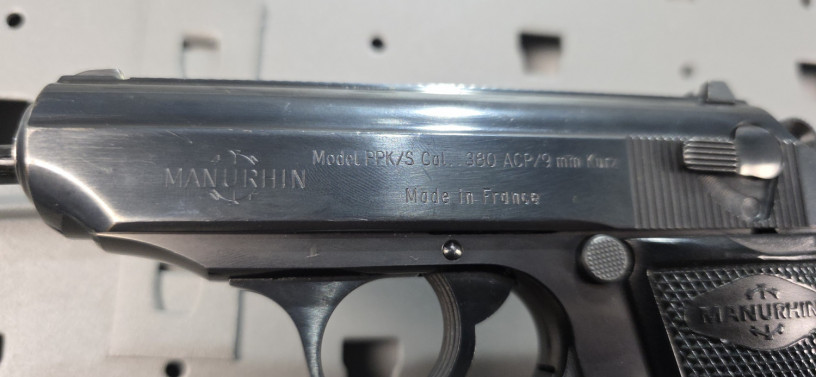 MANURHIN
Model PPK/S Cal. .380 ACP/9 mm Kurz
Made in France
MANURHIN